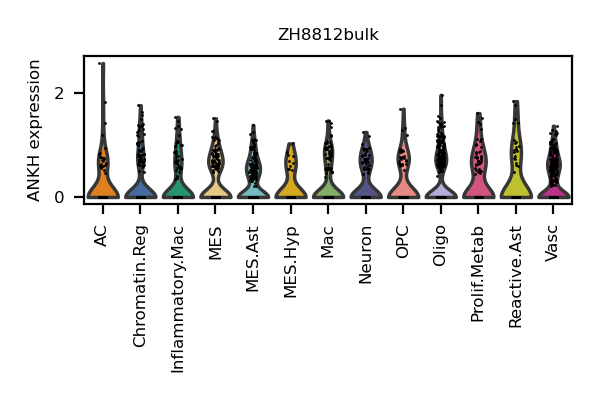 ZH8812bulk
ANKH expression
2
0
AC
Chromatin.Reg
Inflammatory.Mac
MES
MES.Ast
MES.Hyp
Mac
Neuron
OPC
Oligo
Prolif.Metab
Reactive.Ast
Vasc